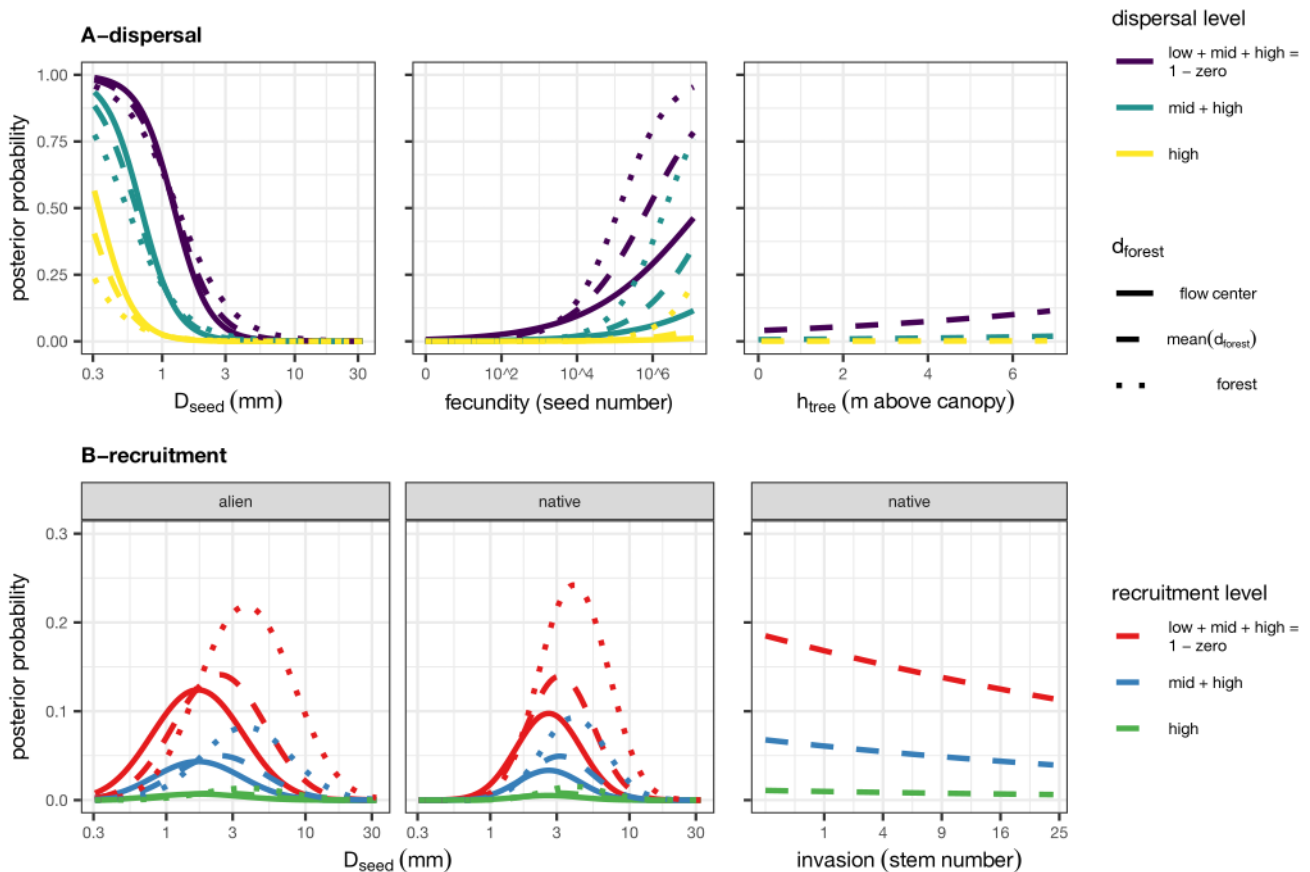 A–dispersal
posterior probability
1.00
0.75
0.50
0.25
0.00
0.3 1 3 10 30
D_seed (mm)
0 10^2 10^4 10^6
fecundity (seed number)
0 2 4 6
h_tree (m above canopy)
dispersal level
low + mid + high =
1 − zero
mid + high
high
d_forest
flow center
mean(d_forest)
forest
B–recruitment
alien native native
posterior probability
0.3
0.2
0.1
0.0
0.3 1 3 10 30
0.3 1 3 10 30
D_seed (mm)
1 4 9 16 25
invasion (stem number)
recruitment level
low + mid + high =
1 − zero
mid + high
high